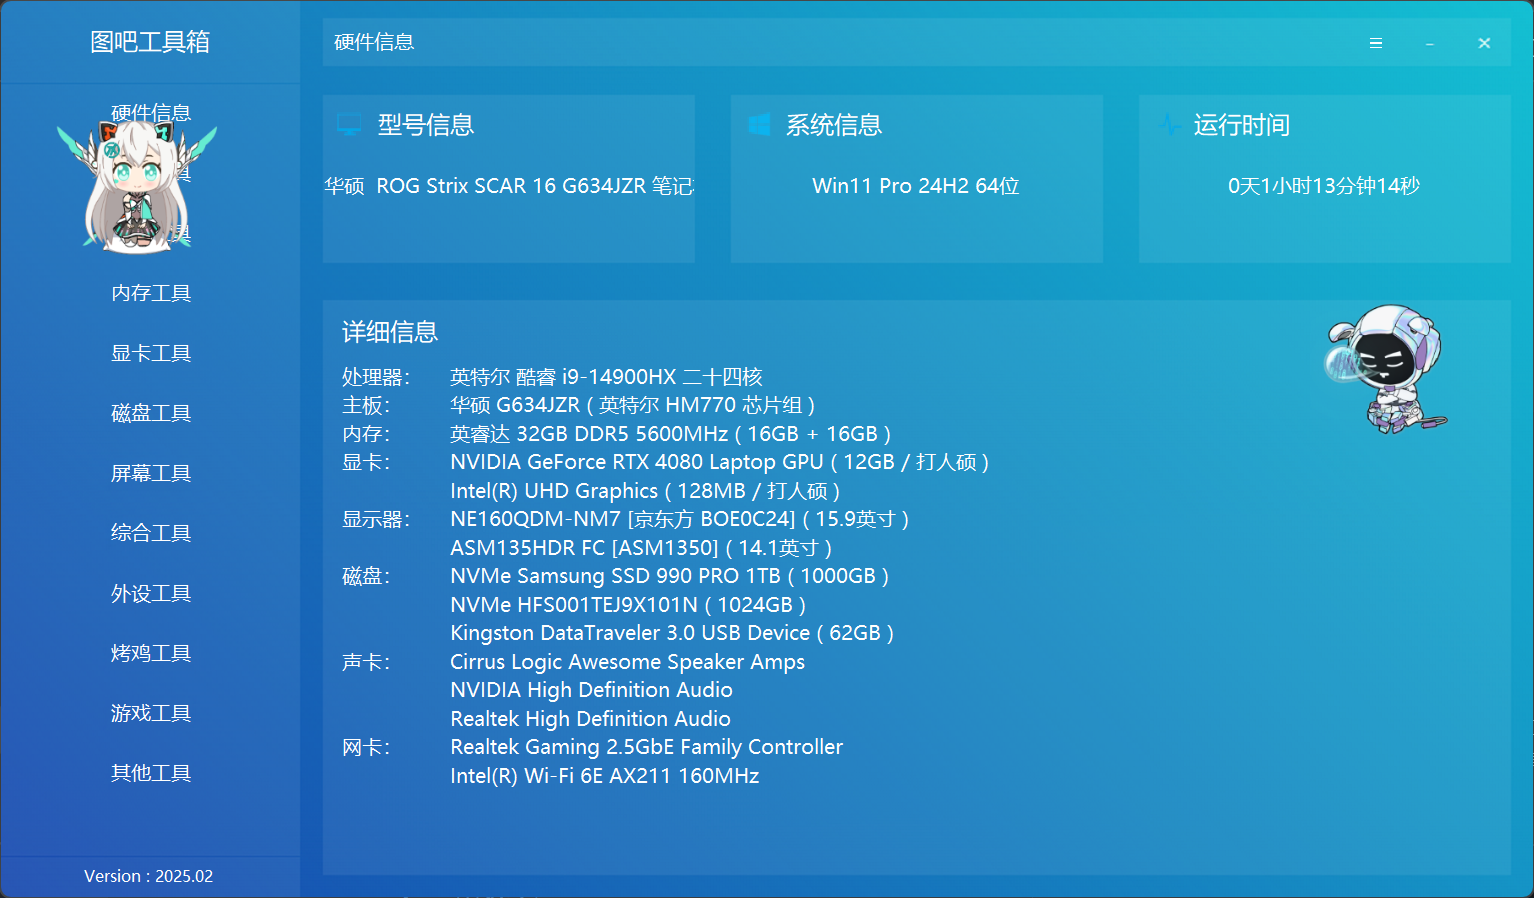 图吧工具箱
硬件信息
具
具
内存工具
显卡工具
磁盘工具
屏幕工具
综合工具
外设工具
烤鸡工具
游戏工具
其他工具
Version : 2025.02
硬件信息
型号信息
华硕 ROG Strix SCAR 16 G634JZR 笔记
系统信息
Win11 Pro 24H2 64位
运行时间
0天1小时13分钟14秒
详细信息
处理器： 英特尔 酷睿 i9-14900HX 二十四核
主板： 华硕 G634JZR ( 英特尔 HM770 芯片组 )
内存： 英睿达 32GB DDR5 5600MHz ( 16GB + 16GB )
显卡： NVIDIA GeForce RTX 4080 Laptop GPU ( 12GB / 打人硕 )
Intel(R) UHD Graphics ( 128MB / 打人硕 )
显示器： NE160QDM-NM7 [京东方 BOE0C24] ( 15.9英寸 )
ASM135HDR FC [ASM1350] ( 14.1英寸 )
磁盘： NVMe Samsung SSD 990 PRO 1TB ( 1000GB )
NVMe HFS001TEJ9X101N ( 1024GB )
Kingston DataTraveler 3.0 USB Device ( 62GB )
声卡： Cirrus Logic Awesome Speaker Amps
NVIDIA High Definition Audio
Realtek High Definition Audio
网卡： Realtek Gaming 2.5GbE Family Controller
Intel(R) Wi-Fi 6E AX211 160MHz